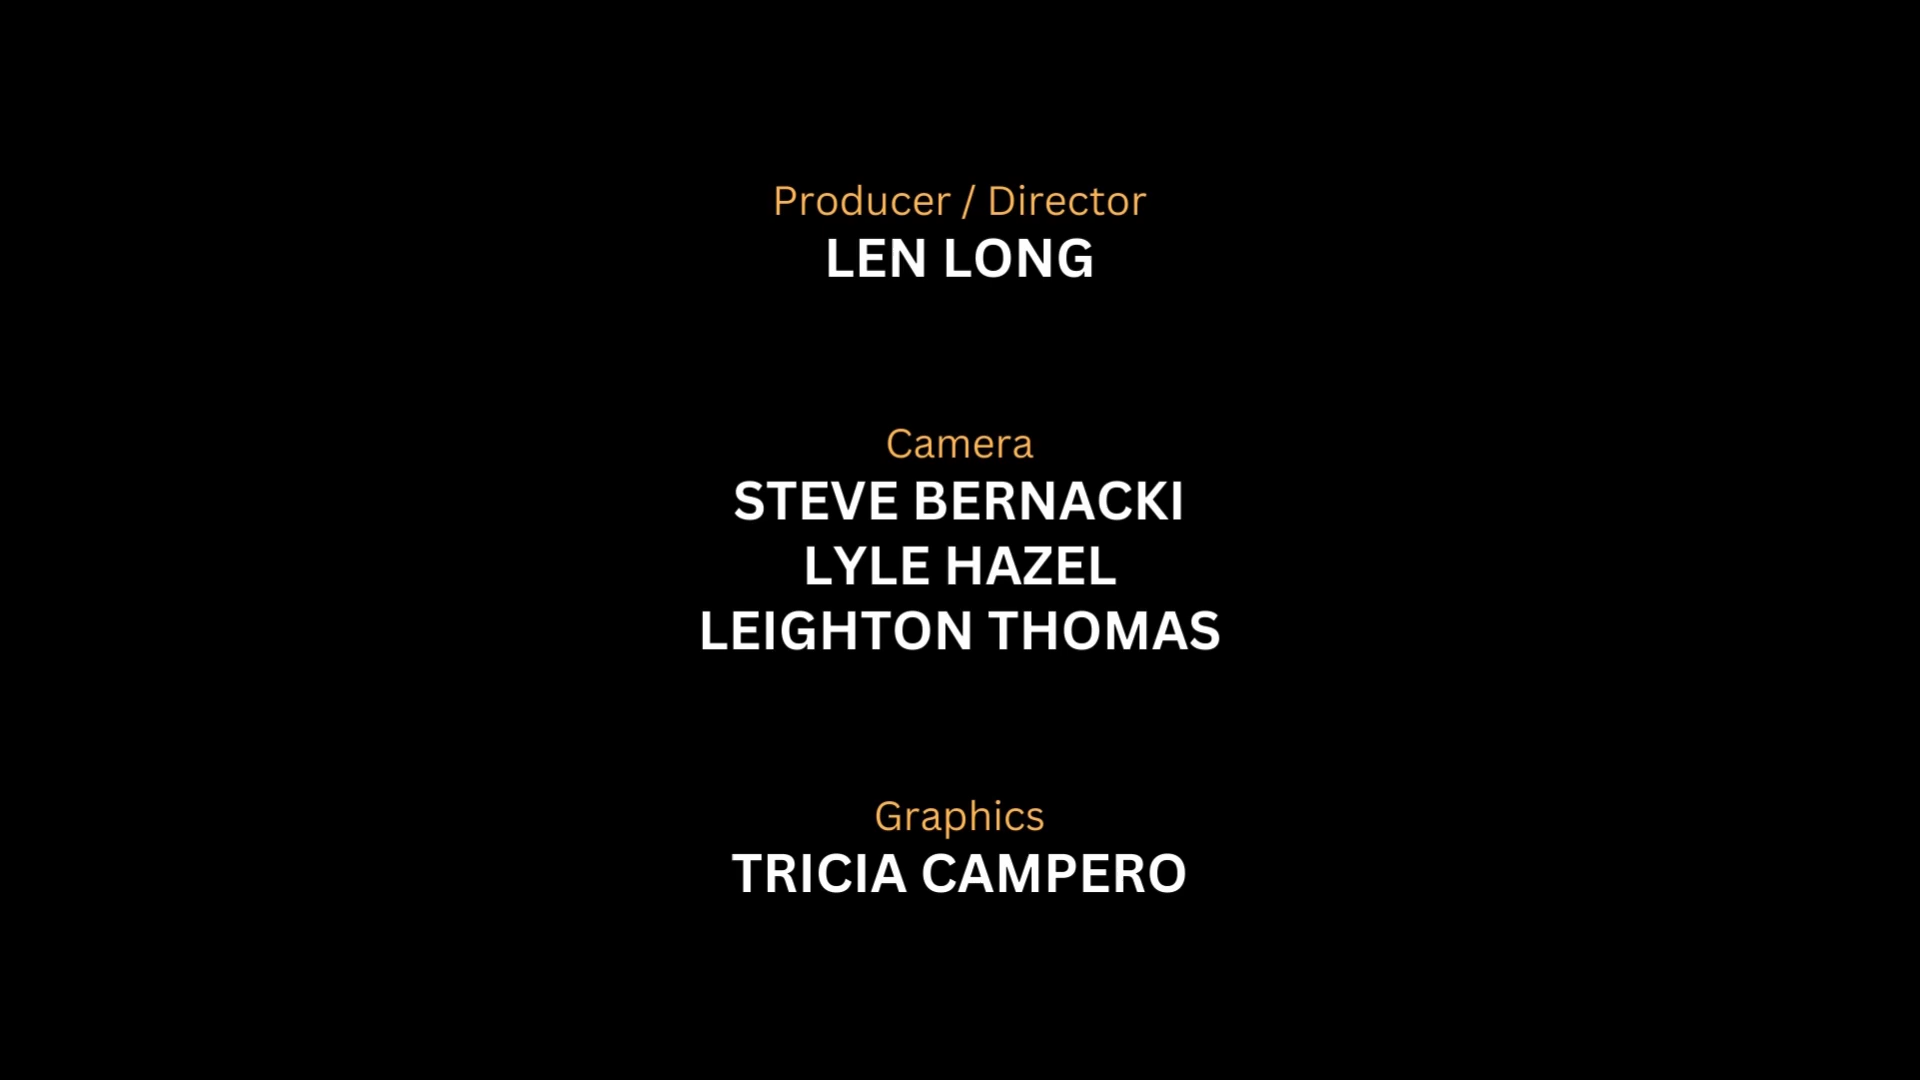 Producer / Director
LEN LONG
Camera
STEVE BERNACKI
LYLE HAZEL
LEIGHTON THOMAS
Graphics
TRICIA CAMPERO